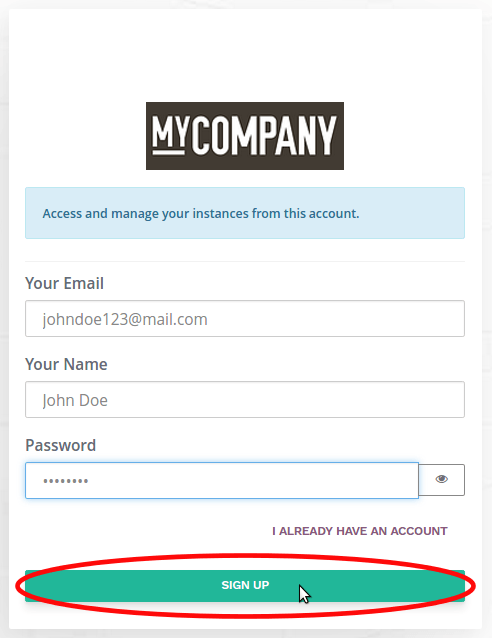 MYCOMPANY
Access and manage your instances from this account.
Your Email
johndoe123@mail.com
Your Name
John Doe
Password
••••••••
I ALREADY HAVE AN ACCOUNT
SIGN UP